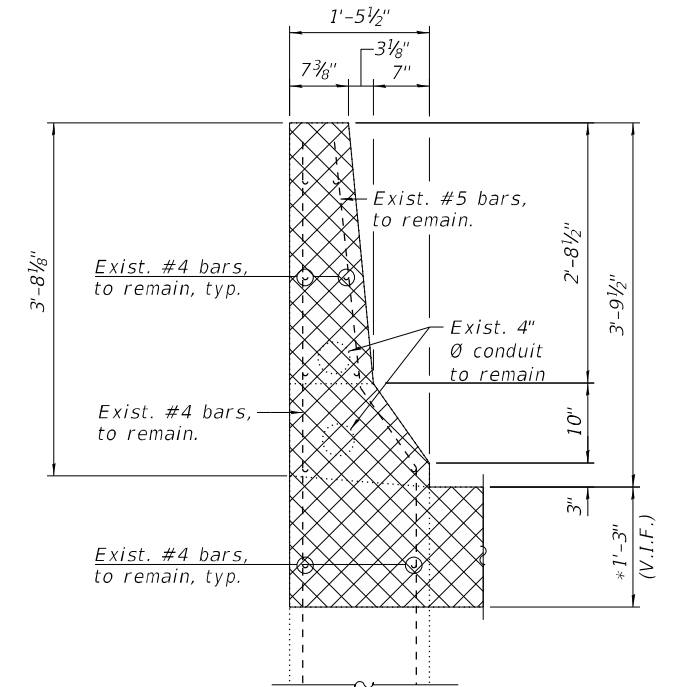 1'-5½"
3⅛"
7⅜"
7"
Exist. #5 bars,
to remain.
3'-8⅛"
2'-8½"
3'-9½"
Exist. #4 bars,
to remain, typ.
Exist. 4"
Ø conduit
to remain
Exist. #4 bars,
to remain.
10"
3"
Exist. #4 bars,
to remain, typ.
*1'-3"
(V.I.F.)